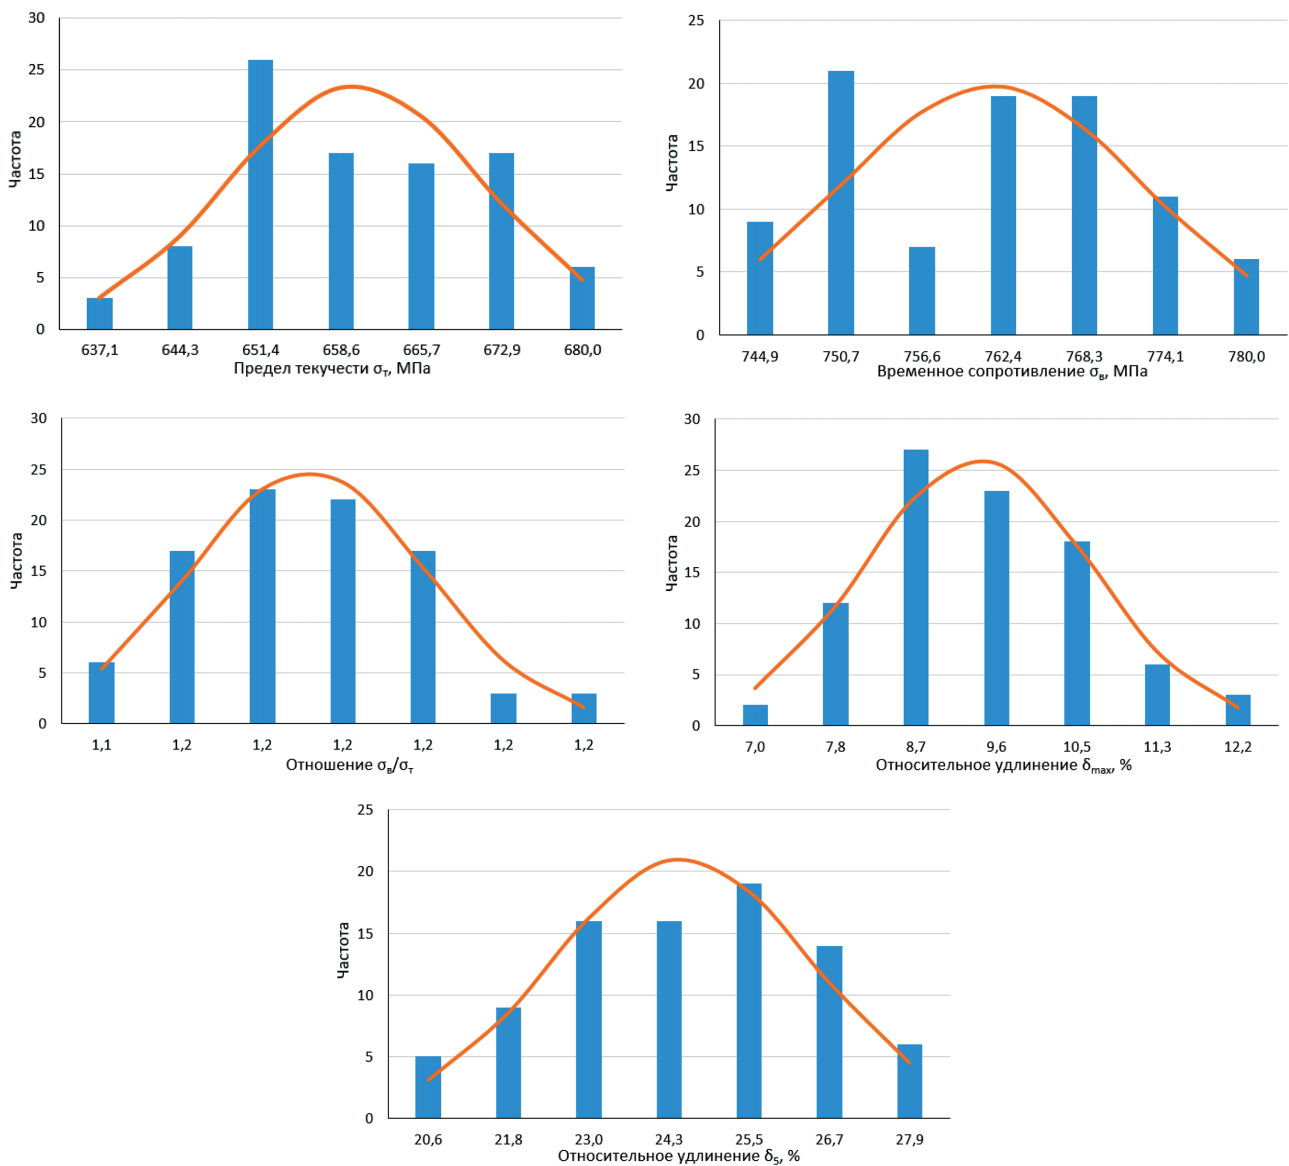 30
25
20
15
10
5
0
Частота
637,1 644,3 651,4 658,6 665,7 672,9 680,0
Предел текучести σт, МПа
25
20
15
10
5
0
Частота
744,9 750,7 756,6 762,4 768,3 774,1 780,0
Временное сопротивление σв, МПа
30
25
20
15
10
5
0
Частота
1,1 1,2 1,2 1,2 1,2 1,2 1,2
Отношение σв/σт
30
25
20
15
10
5
0
Частота
7,0 7,8 8,7 9,6 10,5 11,3 12,2
Относительное удлинение δmax, %
25
20
15
10
5
0
Частота
20,6 21,8 23,0 24,3 25,5 26,7 27,9
Относительное удлинение δ5, %